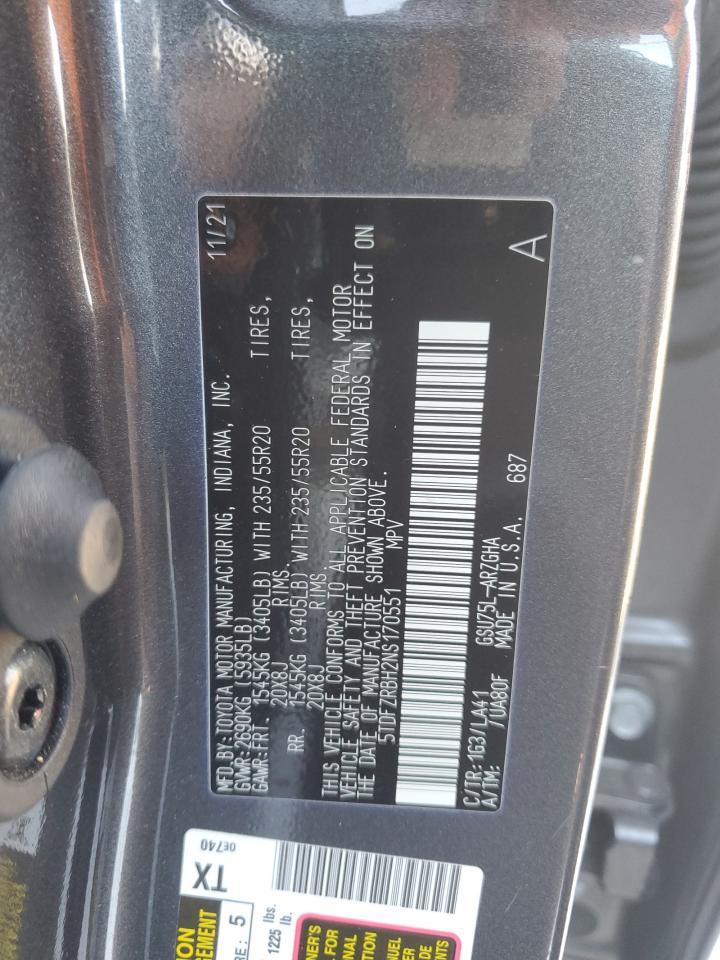 MFD.BY:TOYOTA MOTOR MANUFACTURING, INDIANA, INC. 11/21
GVWR:2690KG (5935LB)
GAWR:FRT. 1545KG (3405LB) WITH 235/55R20 TIRES,
20X8J RIMS.
RR. 1545KG (3405LB) WITH 235/55R20 TIRES,
20X8J RIMS
THIS VEHICLE CONFORMS TO ALL APPLICABLE FEDERAL MOTOR
VEHICLE SAFETY AND THEFT PREVENTION STANDARDS IN EFFECT ON
THE DATE OF MANUFACTURE SHOWN ABOVE.
5TDFZRBH2NS170551 MPV
C/TR:1G3/LA41 GSU75L-ARZGHA
A/TM: /UA80F MADE IN U.S.A. 687 A
TX
0E740
5
1225 lbs.
lb.